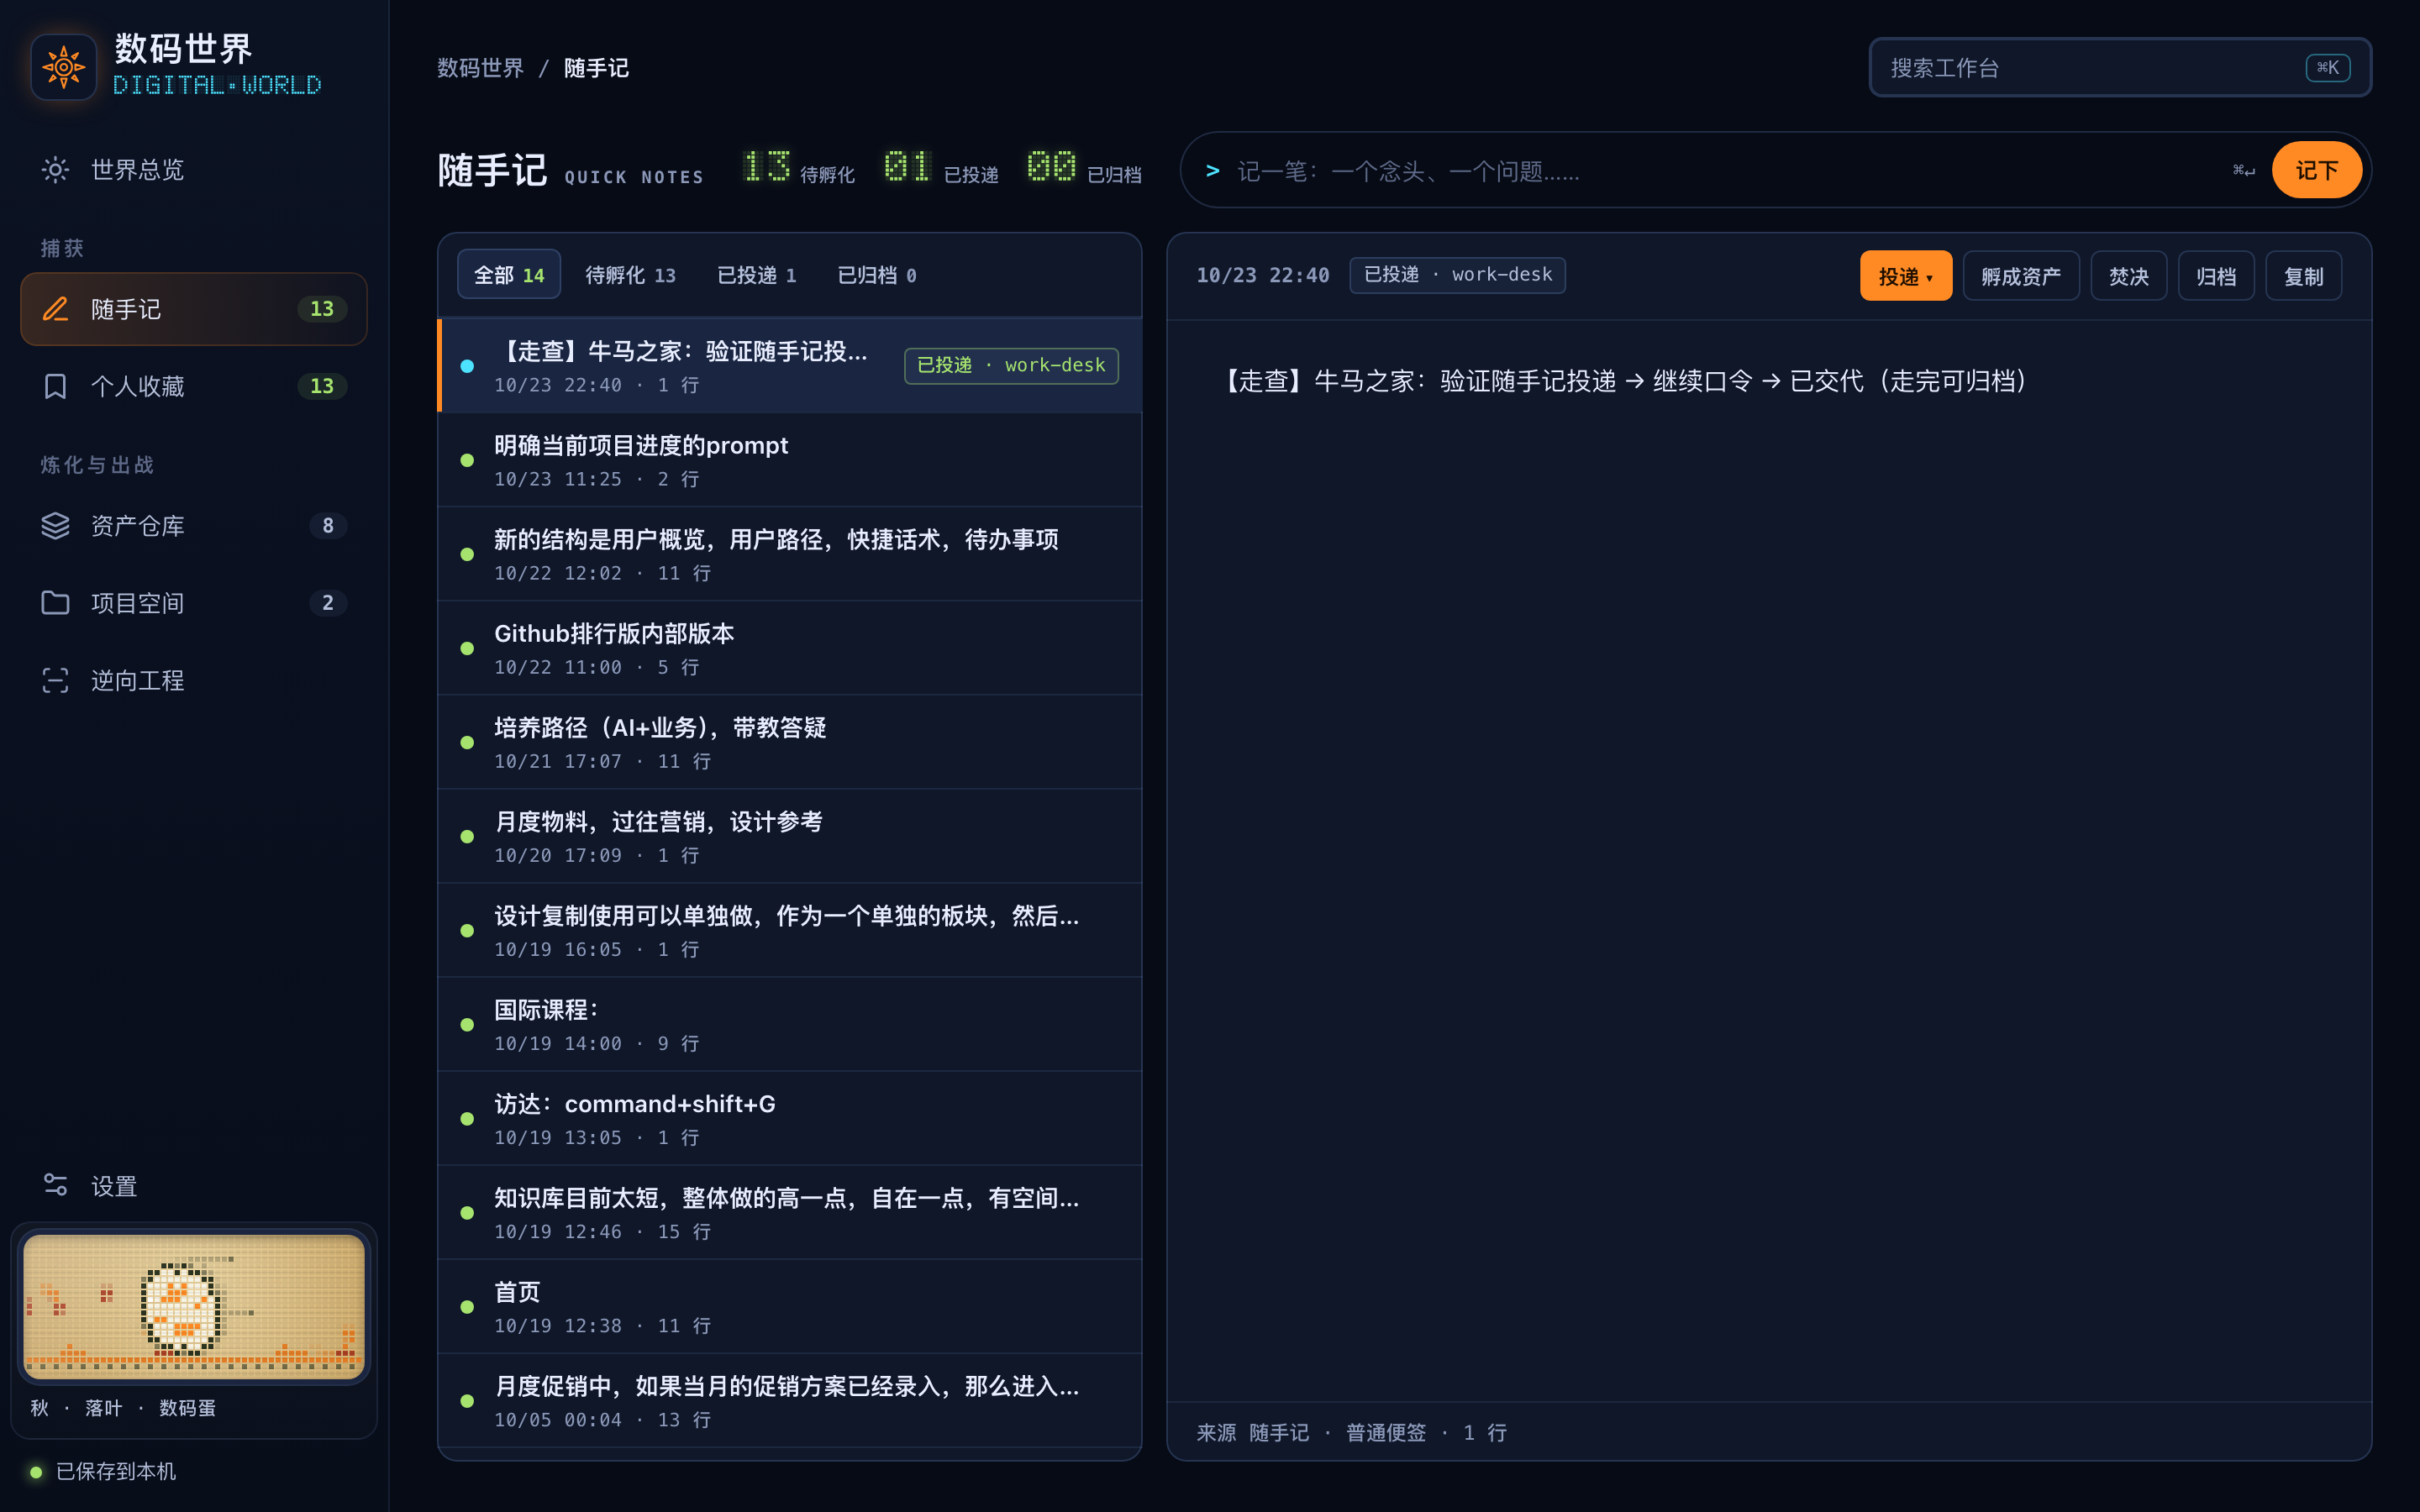 数码世界
DIGITAL·WORLD
世界总览
捕获
随手记 13
个人收藏 13
炼化与出战
资产仓库 8
项目空间 2
逆向工程
设置
秋 · 落叶 · 数码蛋
已保存到本机
数码世界 / 随手记
搜索工作台 ⌘K
随手记 QUICK NOTES 13 待孵化 01 已投递 00 已归档
> 记一笔：一个念头、一个问题…… ⌘↵ 记下
全部 14 待孵化 13 已投递 1 已归档 0
【走查】牛马之家：验证随手记投… 已投递 · work-desk
10/23 22:40 · 1 行
明确当前项目进度的prompt
10/23 11:25 · 2 行
新的结构是用户概览，用户路径，快捷话术，待办事项
10/22 12:02 · 11 行
Github排行版内部版本
10/22 11:00 · 5 行
培养路径（AI+业务），带教答疑
10/21 17:07 · 11 行
月度物料，过往营销，设计参考
10/20 17:09 · 1 行
设计复制使用可以单独做，作为一个单独的板块，然后…
10/19 16:05 · 1 行
国际课程：
10/19 14:00 · 9 行
访达：command+shift+G
10/19 13:05 · 1 行
知识库目前太短，整体做的高一点，自在一点，有空间…
10/19 12:46 · 15 行
首页
10/19 12:38 · 11 行
月度促销中，如果当月的促销方案已经录入，那么进入…
10/05 00:04 · 13 行
10/23 22:40 已投递 · work-desk 投递 ▾ 孵成资产 焚决 归档 复制
【走查】牛马之家：验证随手记投递 → 继续口令 → 已交代（走完可归档）
来源 随手记 · 普通便签 · 1 行